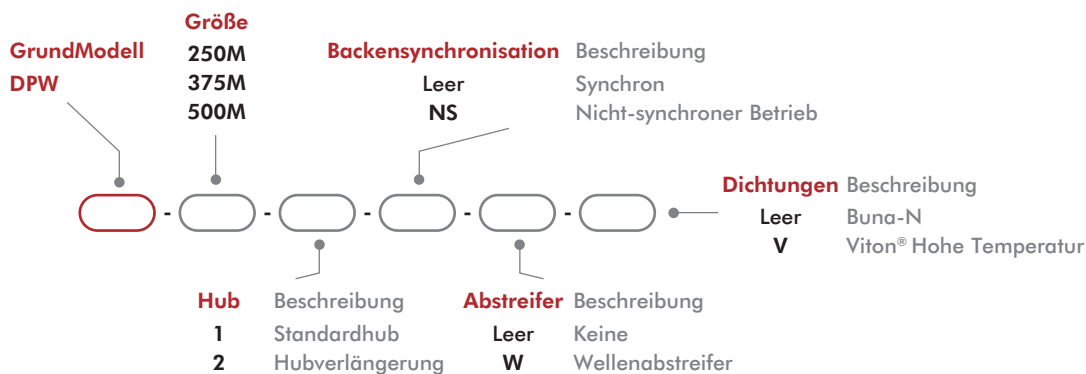 GrundModell
DPW
Größe
250M
375M
500M
Backensynchronisation Beschreibung
Leer Synchron
NS Nicht-synchroner Betrieb
- - - - -
Dichtungen Beschreibung
Leer Buna-N
V Viton® Hohe Temperatur
Hub Beschreibung
1 Standardhub
2 Hubverlängerung
Abstreifer Beschreibung
Leer Keine
W Wellenabstreifer